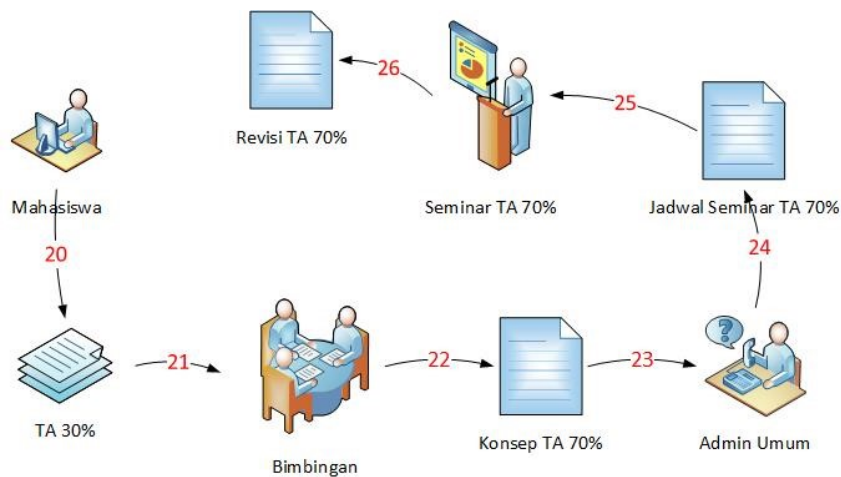 26
25
Revisi TA 70%
Mahasiswa
Seminar TA 70%
Jadwal Seminar TA 70%
20
24
?
21
22
23
TA 30%
Bimbingan
Konsep TA 70%
Admin Umum